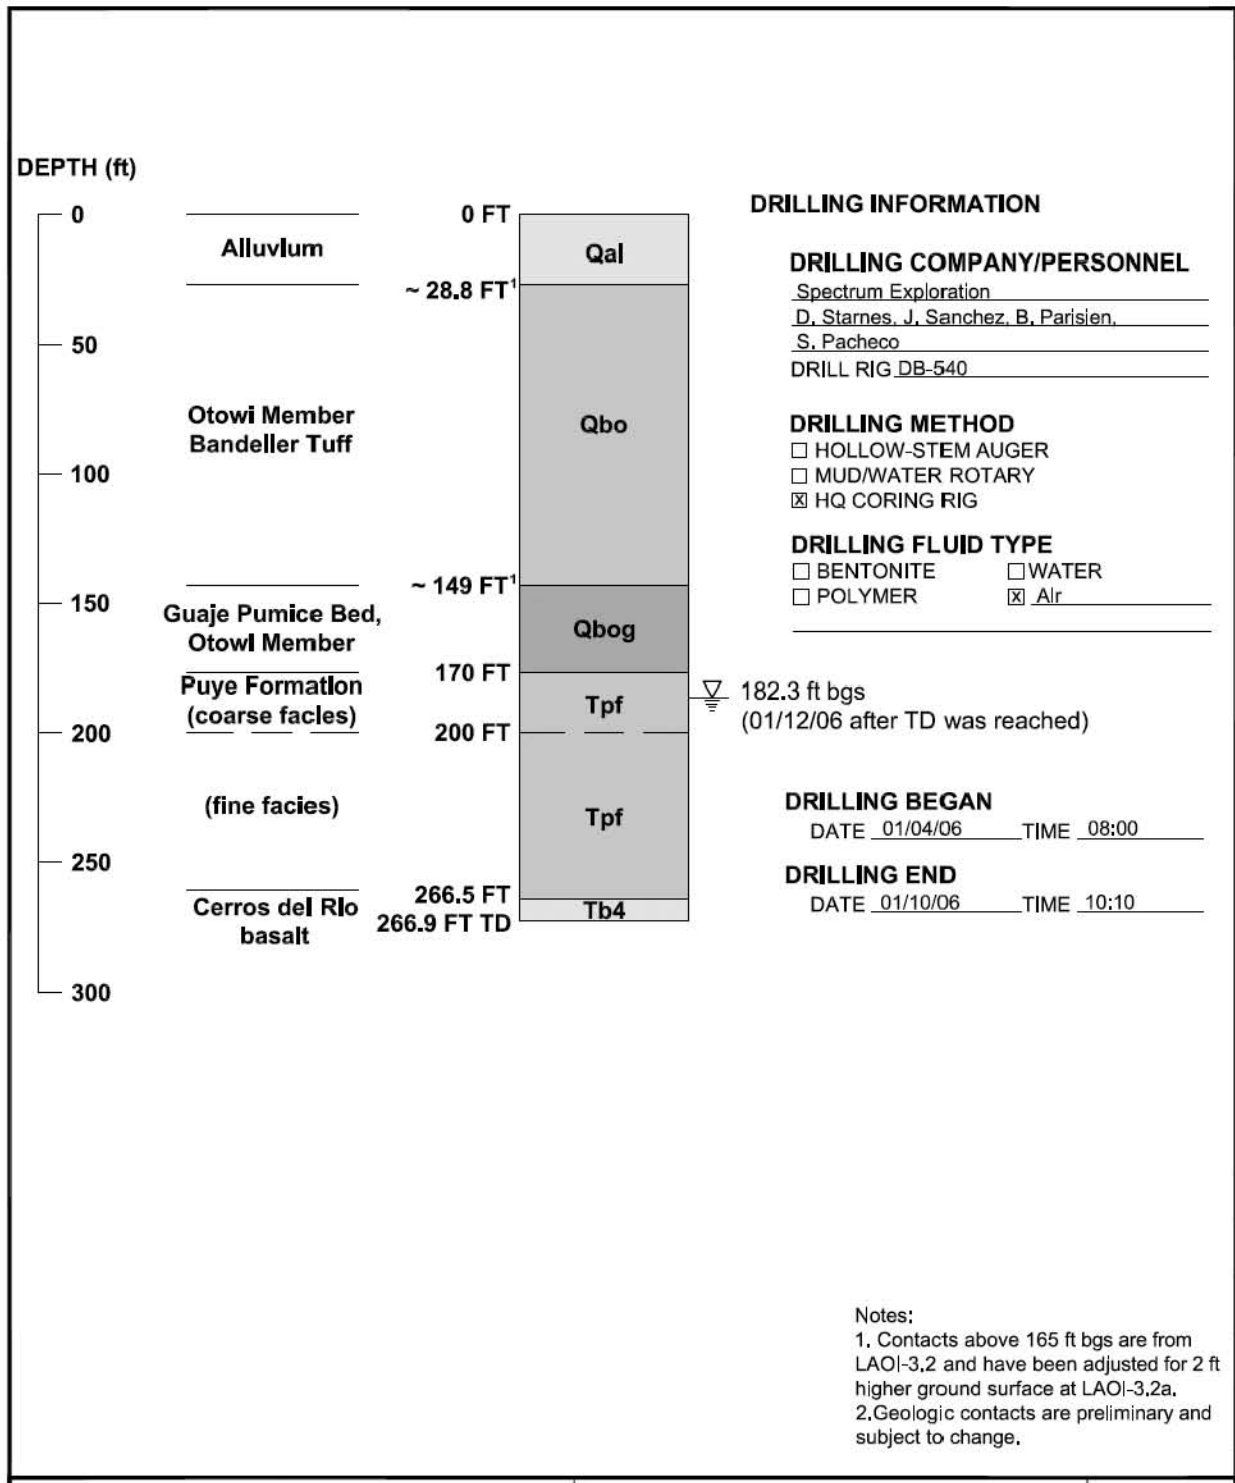 DEPTH (ft)
0
50
100
150
200
250
300
Alluvlum
Otowi Member
Bandeller Tuff
Guaje Pumice Bed,
Otowl Member
Puye Formation
(coarse facles)
(fine facies)
Cerros del Rlo
basalt
0 FT
~ 28.8 FT¹
~ 149 FT¹
170 FT
200 FT
266.5 FT
266.9 FT TD
Qal
Qbo
Qbog
Tpf
Tpf
Tb4
182.3 ft bgs
(01/12/06 after TD was reached)
DRILLING INFORMATION
DRILLING COMPANY/PERSONNEL
Spectrum Exploration
D. Starnes, J. Sanchez, B. Parisien,
S. Pacheco
DRILL RIG DB-540
DRILLING METHOD
☐ HOLLOW-STEM AUGER
☐ MUD/WATER ROTARY
☒ HQ CORING RIG
DRILLING FLUID TYPE
☐ BENTONITE ☐ WATER
☐ POLYMER ☒ Alr
DRILLING BEGAN
DATE 01/04/06 TIME 08:00
DRILLING END
DATE 01/10/06 TIME 10:10
Notes:
1. Contacts above 165 ft bgs are from
LAOI-3.2 and have been adjusted for 2 ft
higher ground surface at LAOI-3.2a.
2.Geologic contacts are preliminary and
subject to change.